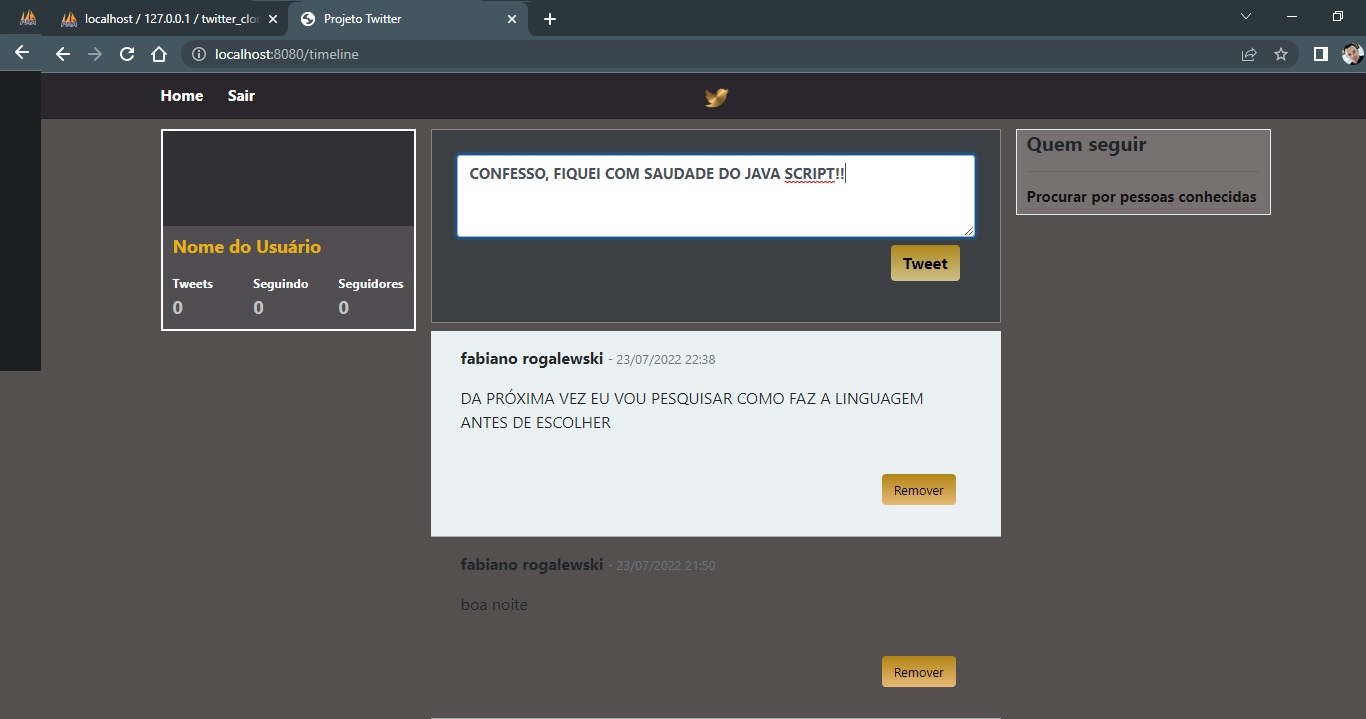 localhost / 127.0.0.1 / twitter_clon
Projeto Twitter
localhost:8080/timeline
Home Sair
Nome do Usuário
Tweets Seguindo Seguidores
0 0 0
CONFESSO, FIQUEI COM SAUDADE DO JAVA SCRIPT!!
Tweet
fabiano rogalewski - 23/07/2022 22:38
DA PRÓXIMA VEZ EU VOU PESQUISAR COMO FAZ A LINGUAGEM
ANTES DE ESCOLHER
Remover
fabiano rogalewski - 23/07/2022 21:50
boa noite
Remover
Quem seguir
Procurar por pessoas conhecidas